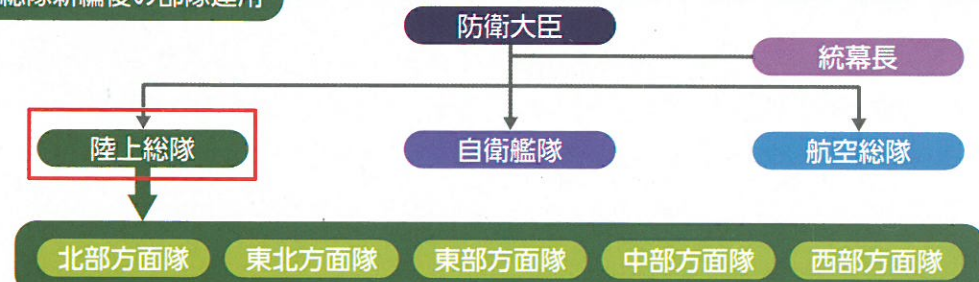 総隊新編後の部隊運用
防衛大臣
統幕長
陸上総隊
自衛艦隊
航空総隊
北部方面隊
東北方面隊
東部方面隊
中部方面隊
西部方面隊